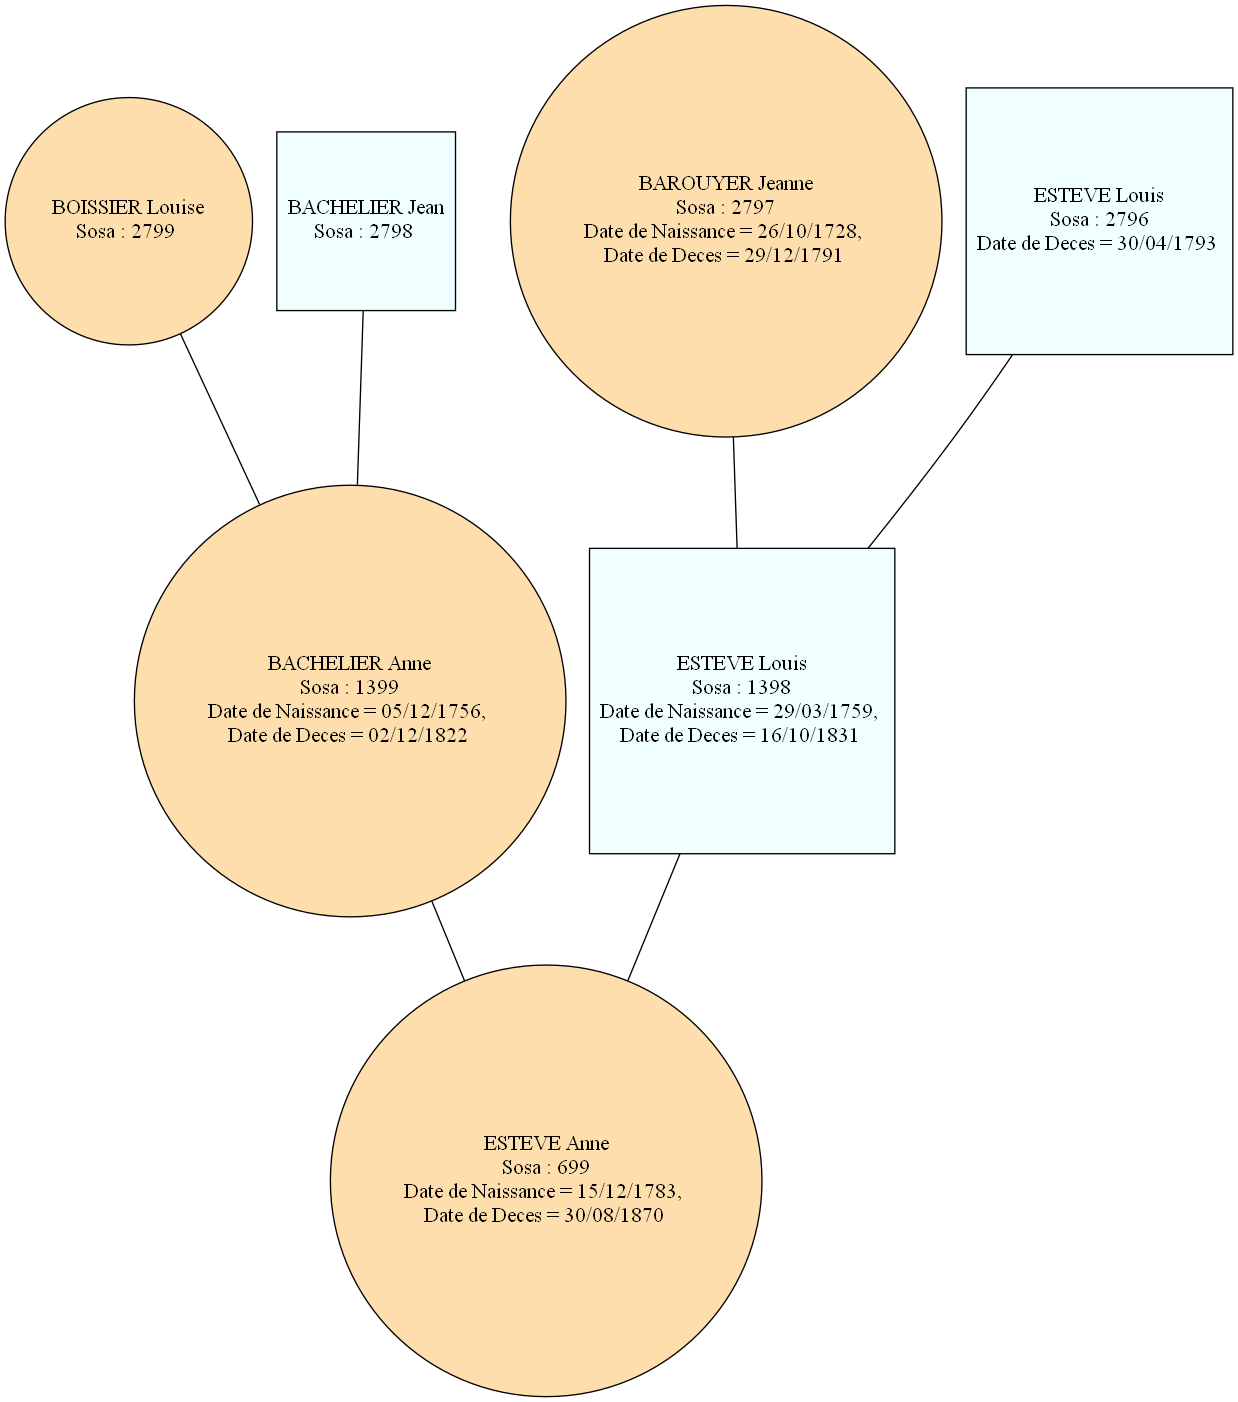 BOISSIER Louise
Sosa : 2799
BACHELIER Jean
Sosa : 2798
BAROUYER Jeanne
Sosa : 2797
Date de Naissance = 26/10/1728,
Date de Deces = 29/12/1791
ESTEVE Louis
Sosa : 2796
Date de Deces = 30/04/1793
BACHELIER Anne
Sosa : 1399
Date de Naissance = 05/12/1756,
Date de Deces = 02/12/1822
ESTEVE Louis
Sosa : 1398
Date de Naissance = 29/03/1759,
Date de Deces = 16/10/1831
ESTEVE Anne
Sosa : 699
Date de Naissance = 15/12/1783,
Date de Deces = 30/08/1870